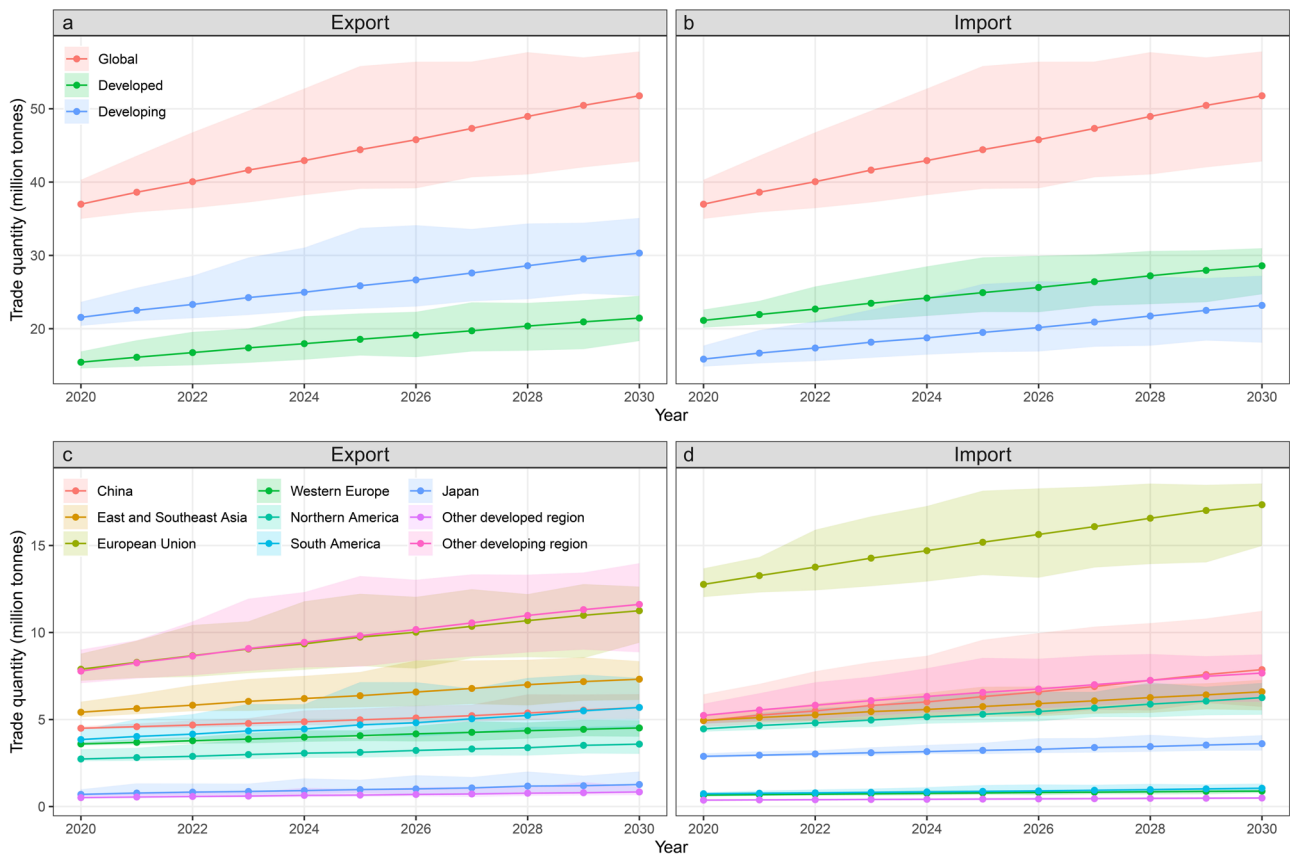 a Export
b Import
Global
Developed
Developing
Trade quantity (million tonnes)
50
40
30
20
2020 2022 2024 2026 2028 2030
2020 2022 2024 2026 2028 2030
Year
c Export
d Import
China Western Europe Japan
East and Southeast Asia Northern America Other developed region
European Union South America Other developing region
Trade quantity (million tonnes)
15
10
5
0
2020 2022 2024 2026 2028 2030
2020 2022 2024 2026 2028 2030
Year